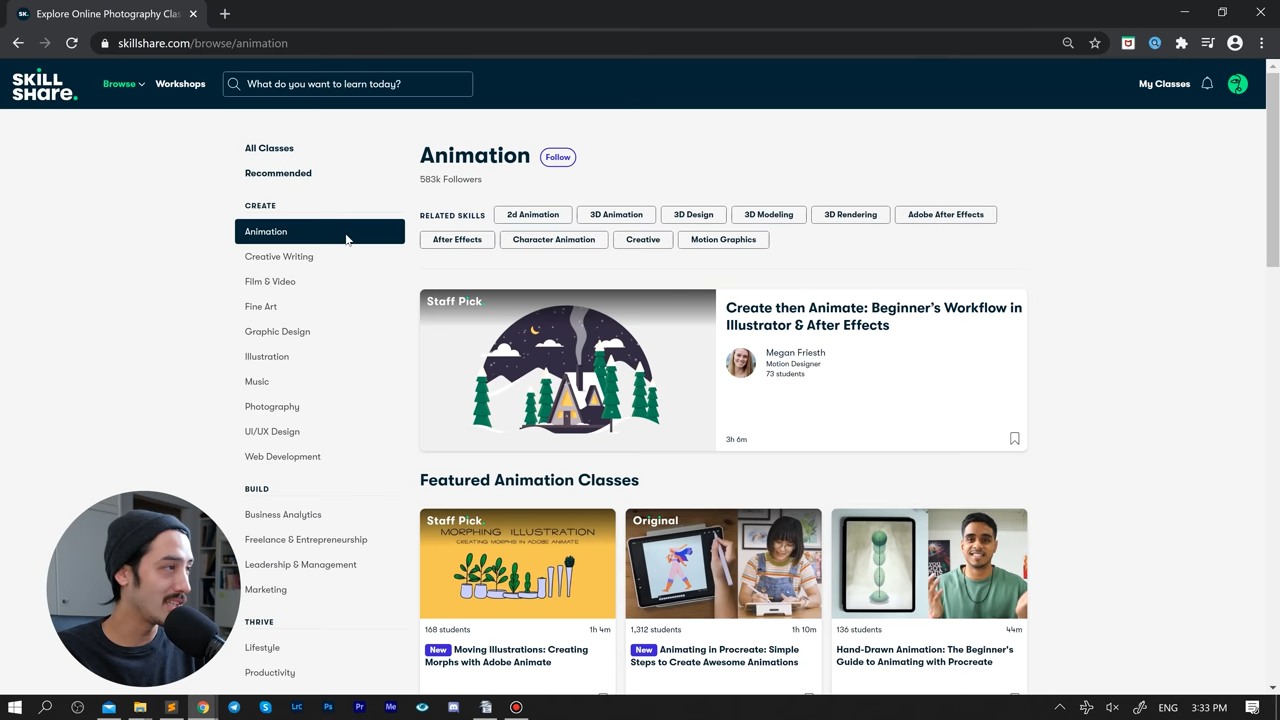 Explore Online Photography Clas
skillshare.com/browse/animation
SKILL
SHARE.
Browse
Workshops
What do you want to learn today?
My Classes
All Classes
Recommended
CREATE
Animation
Creative Writing
Film & Video
Fine Art
Graphic Design
Illustration
Music
Photography
UI/UX Design
Web Development
BUILD
Business Analytics
Freelance & Entrepreneurship
Leadership & Management
Marketing
THRIVE
Lifestyle
Productivity
Animation
Follow
583k Followers
RELATED SKILLS
2d Animation
3D Animation
3D Design
3D Modeling
3D Rendering
Adobe After Effects
After Effects
Character Animation
Creative
Motion Graphics
Staff Pick.
Create then Animate: Beginner's Workflow in
Illustrator & After Effects
Megan Friesth
Motion Designer
73 students
3h 6m
Featured Animation Classes
Staff Pick.
MORPHING ILLUSTRATION
CREATING MORPHS IN ADOBE ANIMATE
168 students
1h 4m
New Moving Illustrations: Creating
Morphs with Adobe Animate
Original
1,312 students
1h 10m
New Animating in Procreate: Simple
Steps to Create Awesome Animations
136 students
44m
Hand-Drawn Animation: The Beginner's
Guide to Animating with Procreate
Lrc
Ps
Pr
Me
ENG
3:33 PM